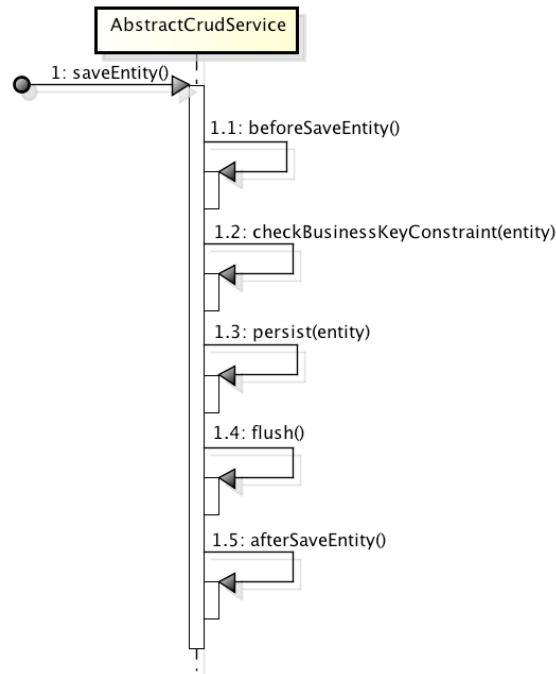 AbstractCrudService
1: saveEntity()
1.1: beforeSaveEntity()
1.2: checkBusinessKeyConstraint(entity)
1.3: persist(entity)
1.4: flush()
1.5: afterSaveEntity()